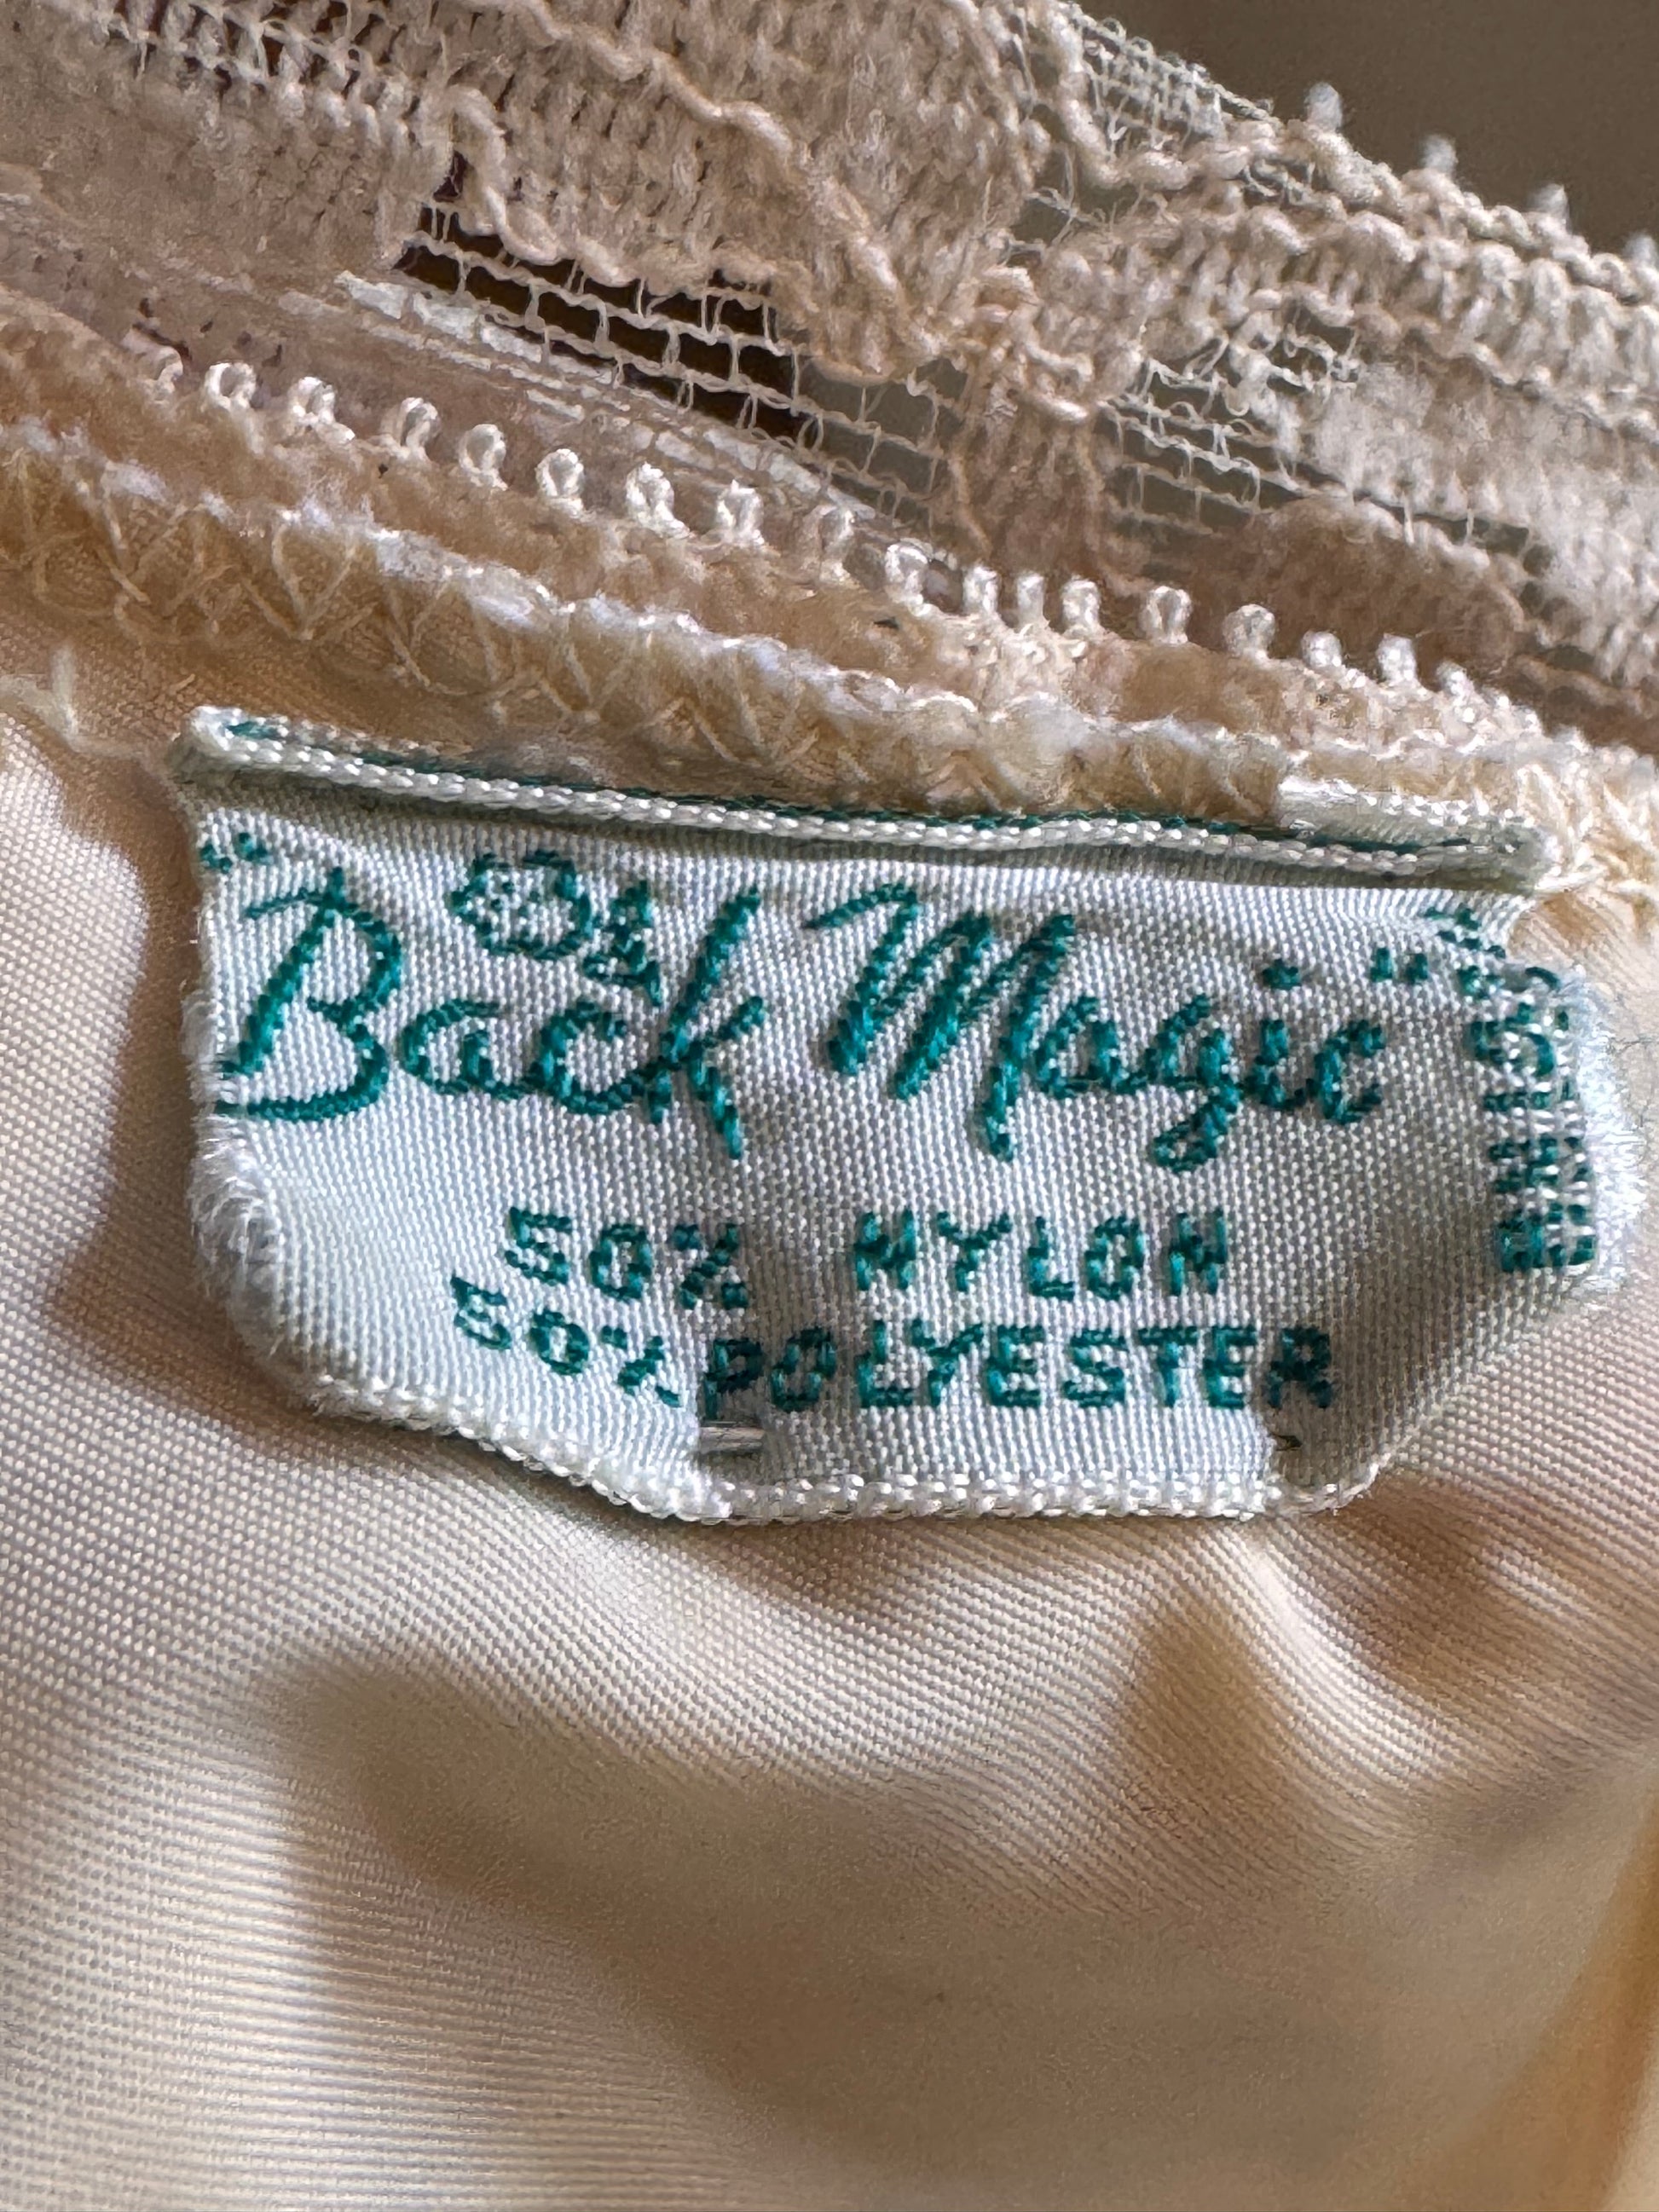 "Back Magic"
50% NYLON
50% POLYESTER